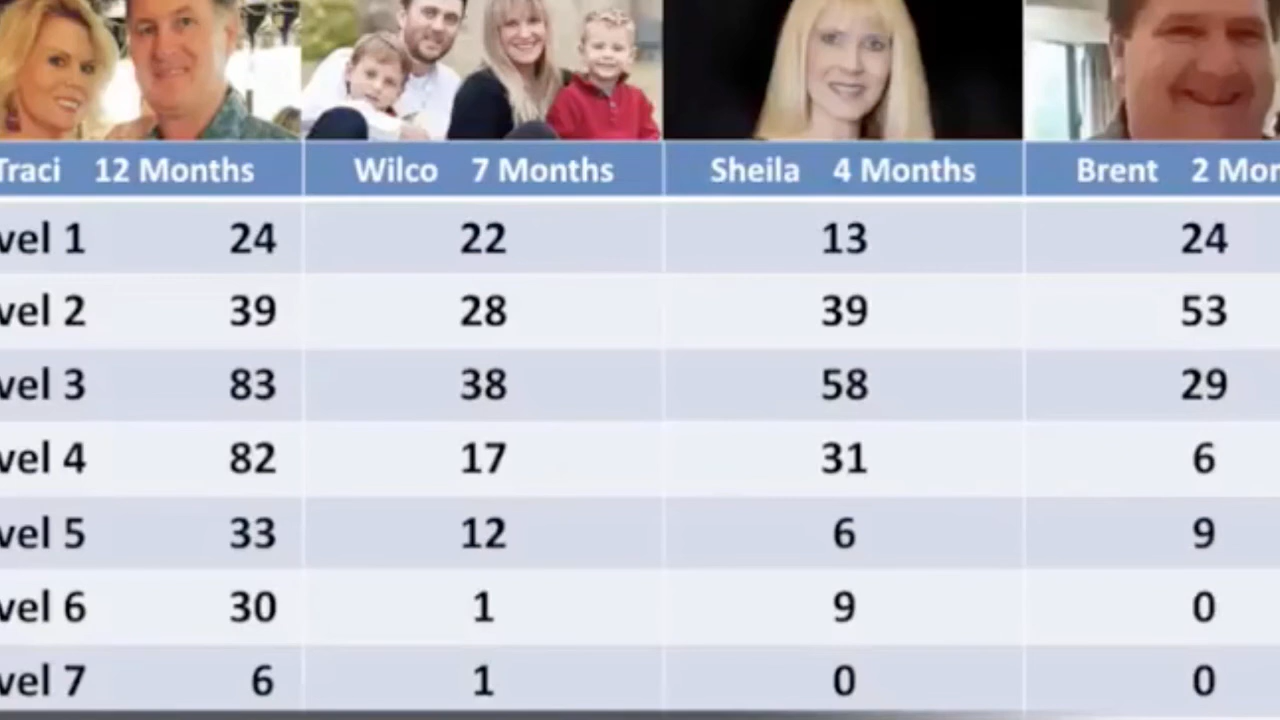 Traci 12 Months Wilco 7 Months Sheila 4 Months Brent 2 Mon
vel 1 24 22 13 24
vel 2 39 28 39 53
vel 3 83 38 58 29
vel 4 82 17 31 6
vel 5 33 12 6 9
vel 6 30 1 9 0
vel 7 6 1 0 0